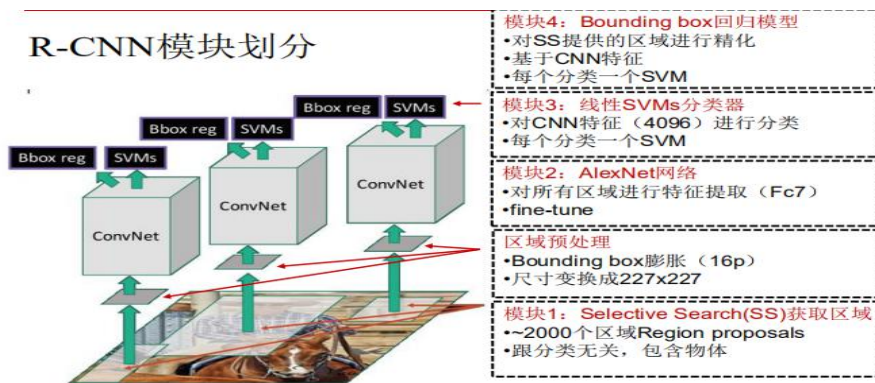 R-CNN模块划分
Bbox reg
SVMs
Bbox reg
SVMs
Bbox reg
SVMs
ConvNet
ConvNet
ConvNet
模块4：Bounding box回归模型
•对SS提供的区域进行精化
•基于CNN特征
•每个分类一个SVM
模块3：线性SVMs分类器
•对CNN特征（4096）进行分类
•每个分类一个SVM
模块2：AlexNet网络
•对所有区域进行特征提取（Fc7）
•fine-tune
区域预处理
•Bounding box膨胀（16p）
•尺寸变换成227x227
模块1：Selective Search(SS)获取区域
•~2000个区域Region proposals
•跟分类无关，包含物体